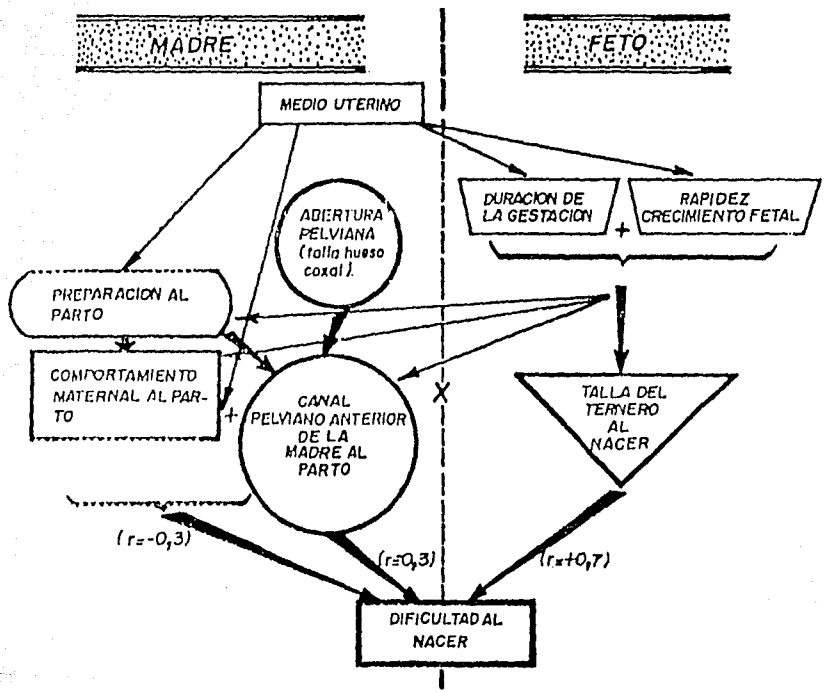 MADRE
FETO
MEDIO UTERINO
DURACION DE
LA GESTACION
+
RAPIDEZ
CRECIMIENTO FETAL
ABERTURA
PELVIANA
(talla hueso
coxal).
PREPARACION AL
PARTO
COMPORTAMIENTO
MATERNAL AL PAR-
TO
+
CANAL
PELVIANO ANTERIOR
DE LA
MADRE AL
PARTO
X
TALLA DEL
TERNERO
AL
NACER
(r=-0,3)
(r=0,3)
(r=+0,7)
DIFICULTAD AL
NACER